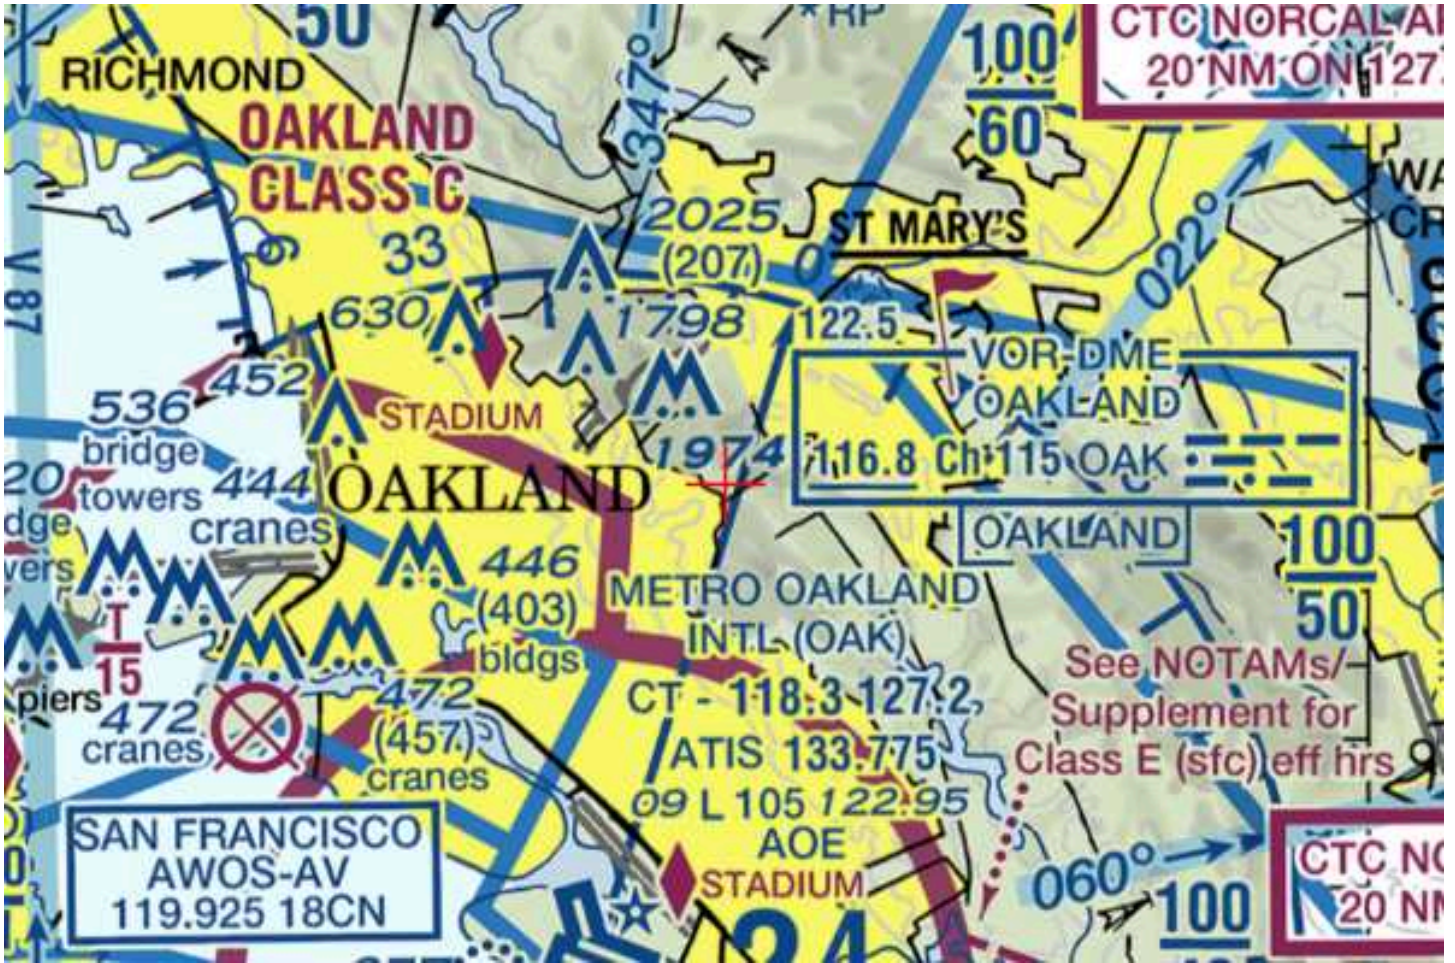 50
RICHMOND
OAKLAND
CLASS C
347°
RP
100
60
CTC NORCAL
20 NM ON 127.
022°
2025
(207)
ST MARY'S
33
630
1798
122.5
V 87
452
536
bridge
towers
444
cranes
STADIUM
OAKLAND
1974
VOR-DME
OAKLAND
116.8 Ch 115 OAK
OAKLAND
20
446
(403)
bldgs
METRO OAKLAND
INTL (OAK)
CT - 118.3 127.2
ATIS 133.775
09 L 105 122.95
AOE
STADIUM
100
50
See NOTAMs/
Supplement for
Class E (sfc) eff hrs
T
15
piers
472
cranes
472
(457)
cranes
SAN FRANCISCO
AWOS-AV
119.925 18CN
060°
100
CTC
20
24